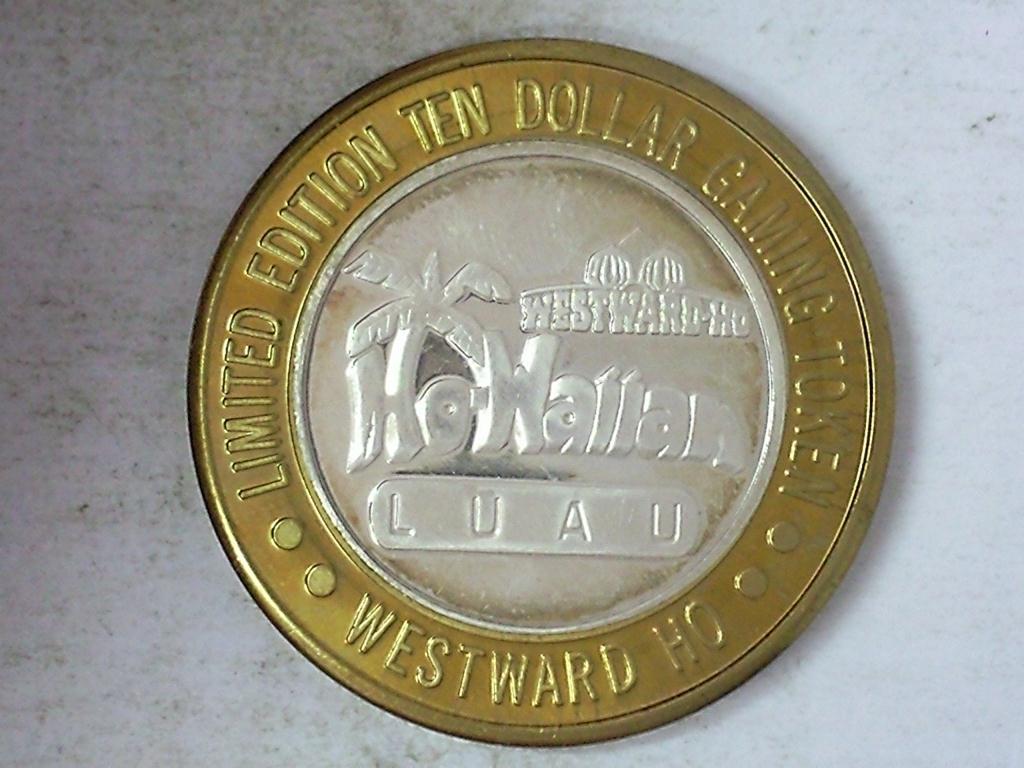 LIMITED EDITION TEN DOLLAR GAMING TOKEN
WESTWARD-HO
Ho-Waiian
LUAU
WESTWARD HO